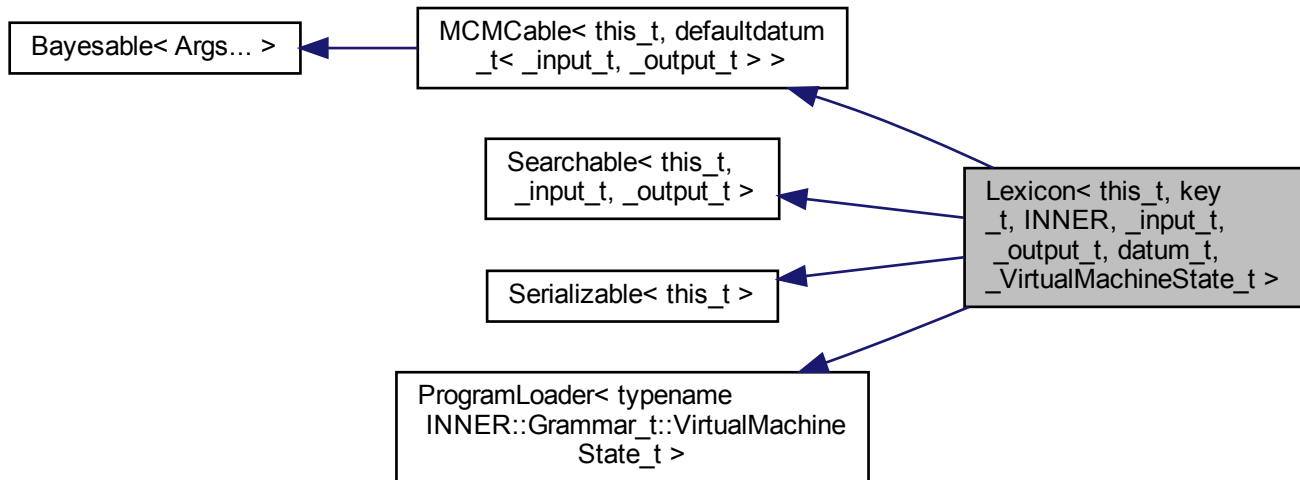 Bayesable< Args... >
MCMCable< this_t, defaultdatum
_t< _input_t, _output_t > >
Searchable< this_t,
_input_t, _output_t >
Serializable< this_t >
ProgramLoader< typename
INNER::Grammar_t::VirtualMachine
State_t >
Lexicon< this_t, key
_t, INNER, _input_t,
_output_t, datum_t,
_VirtualMachineState_t >